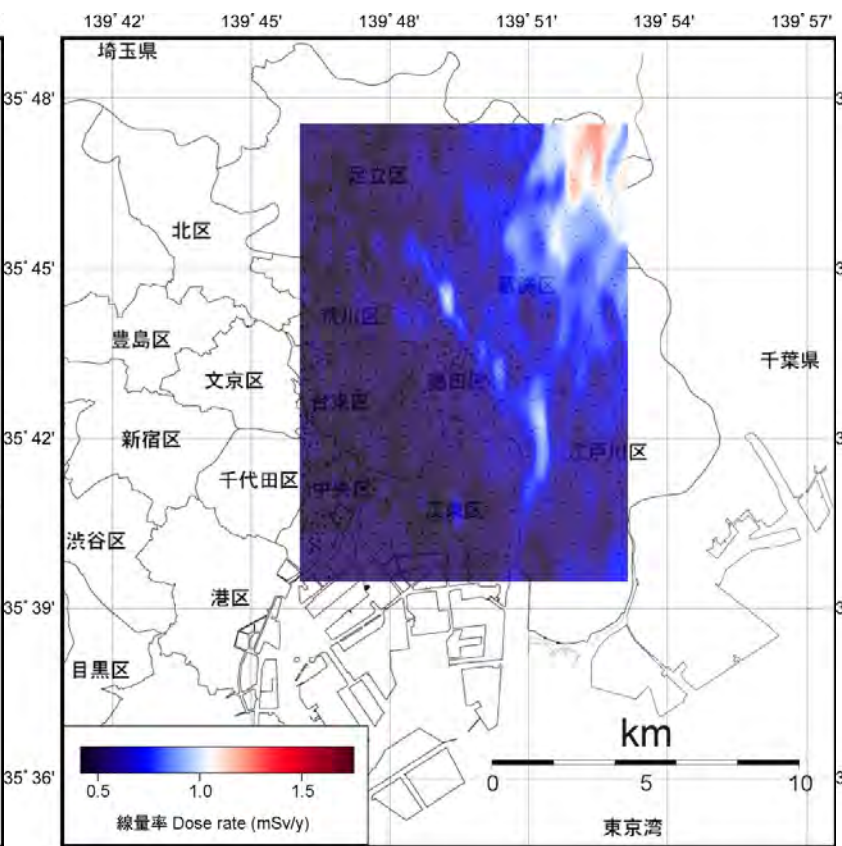 139° 42' 139° 45' 139° 48' 139° 51' 139° 54' 139° 57'
埼玉県
35° 48'
足立区
北区
35° 45'
葛飾区
荒川区
豊島区
千葉県
文京区
墨田区
台東区
35° 42'
新宿区
江戸川区
千代田区
中央区
江東区
渋谷区
35° 39'
港区
目黒区
km
35° 36'
0.5 1.0 1.5
0 5 10
線量率 Dose rate (mSv/y)
東京湾